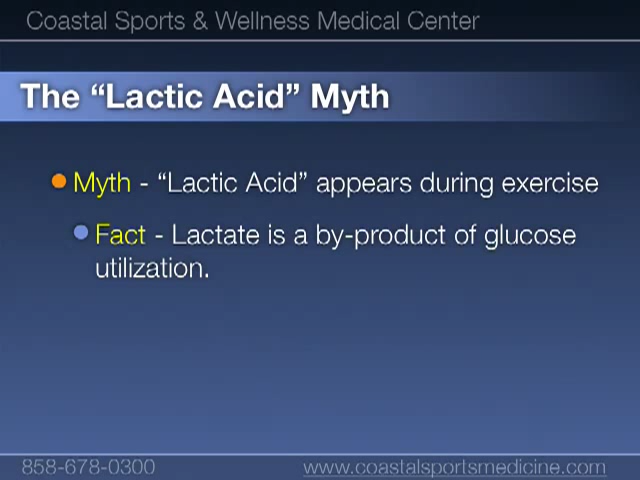 Coastal Sports & Wellness Medical Center
The “Lactic Acid” Myth
Myth - “Lactic Acid” appears during exercise
Fact - Lactate is a by-product of glucose
utilization.
858-678-0300
www.coastalsportsmedicine.com